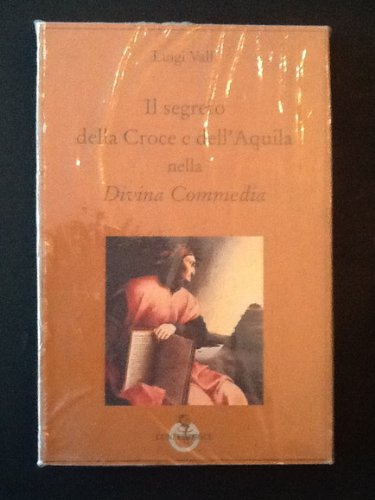 Luigi Valli
Il segreto
della Croce e dell'Aquila
nella
Divina Commedia